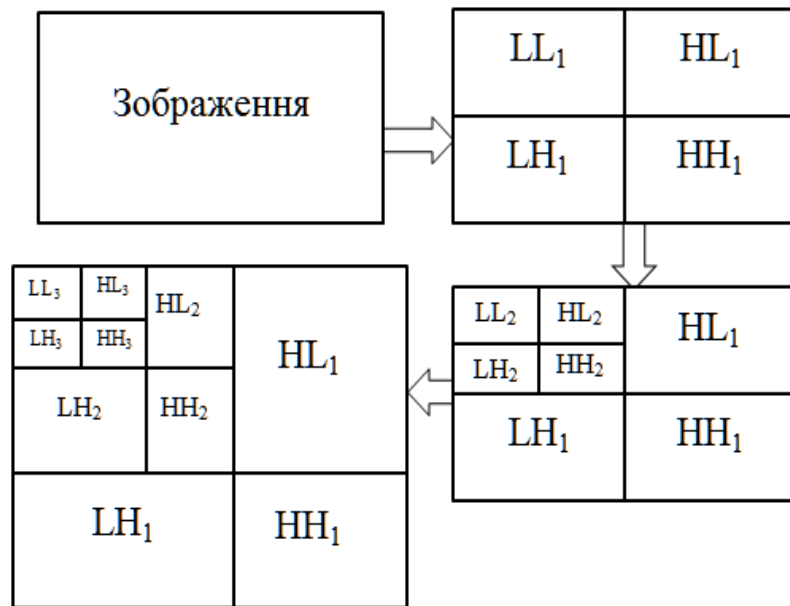 Зображення
LL₁ HL₁
LH₁ HH₁
LL₂ HL₂
HL₁
LH₂ HH₂
LH₁ HH₁
LL₃ HL₃
HL₂
LH₃ HH₃
HL₁
LH₂ HH₂
LH₁ HH₁